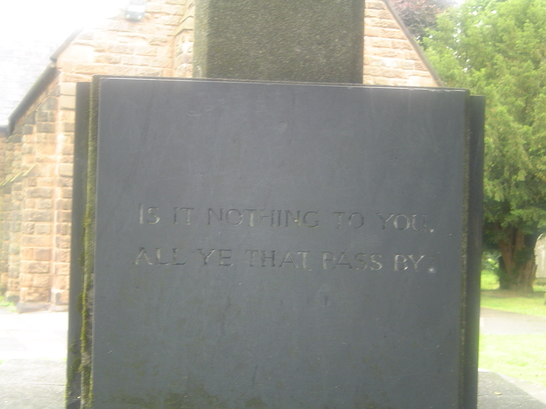 IS IT NOTHING TO YOU,
ALL YE THAT PASS BY?